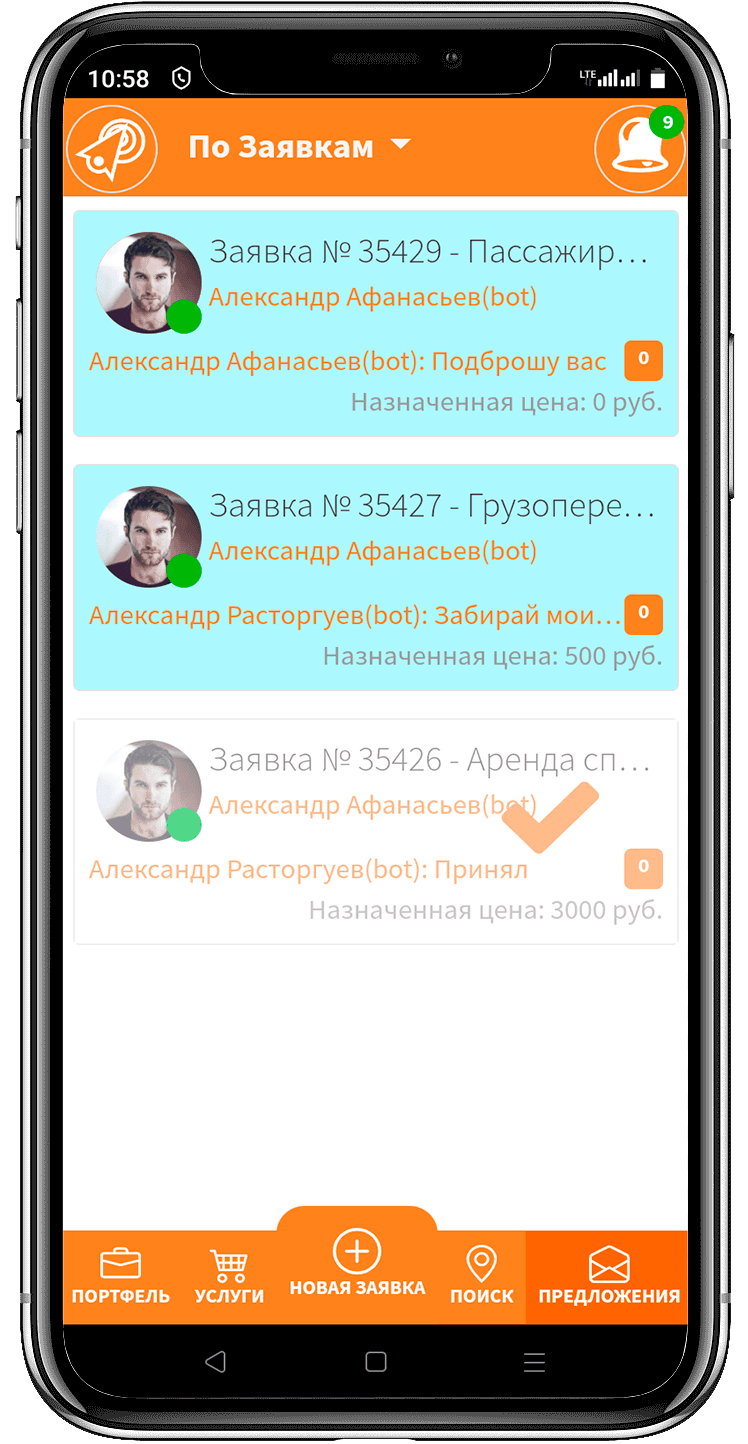 10:58
LTE
По Заявкам
9
Заявка № 35429 - Пассажир...
Александр Афанасьев(bot)
Александр Афанасьев(bot): Подброшу вас
0
Назначенная цена: 0 руб.
Заявка № 35427 - Грузопере...
Александр Афанасьев(bot)
Александр Расторгуев(bot): Забирай мои...
0
Назначенная цена: 500 руб.
Заявка № 35426 - Аренда сп...
Александр Афанасьев(bot)
Александр Расторгуев(bot): Принял
0
Назначенная цена: 3000 руб.
ПОРТФЕЛЬ
УСЛУГИ
НОВАЯ ЗАЯВКА
ПОИСК
ПРЕДЛОЖЕНИЯ